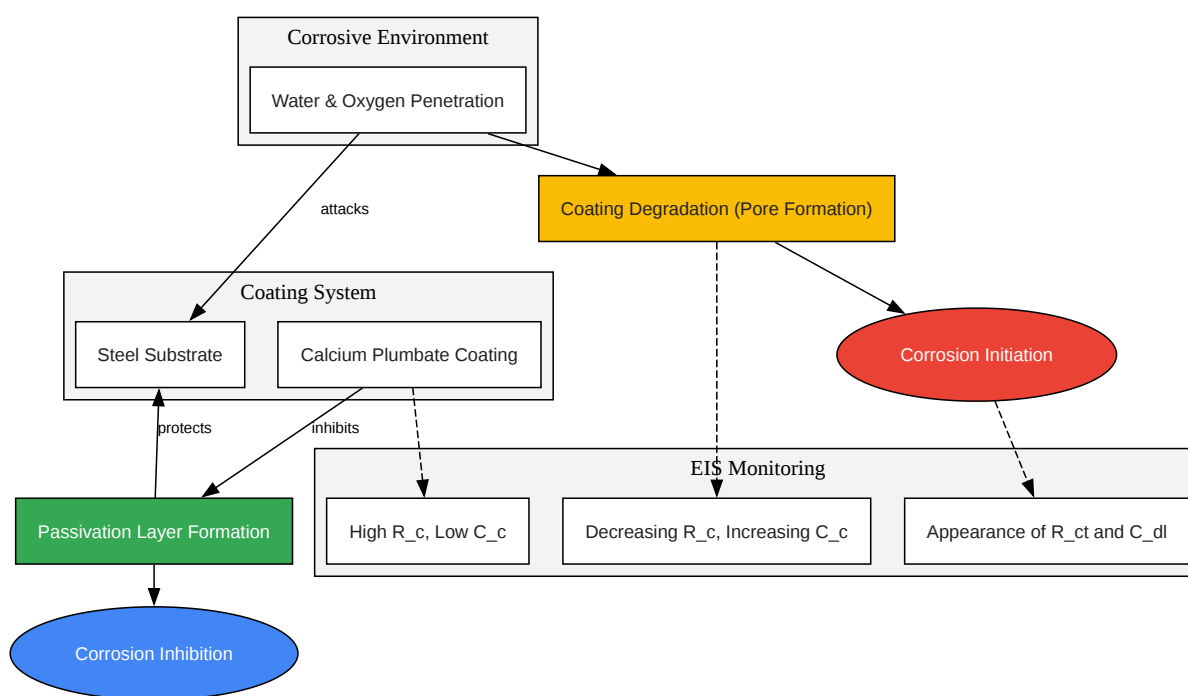 Corrosive Environment
Water & Oxygen Penetration
Coating Degradation (Pore Formation)
attacks
Coating System
Steel Substrate
Calcium Plumbate Coating
Corrosion Initiation
protects
inhibits
EIS Monitoring
Passivation Layer Formation
High R_c, Low C_c
Decreasing R_c, Increasing C_c
Appearance of R_ct and C_dl
Corrosion Inhibition